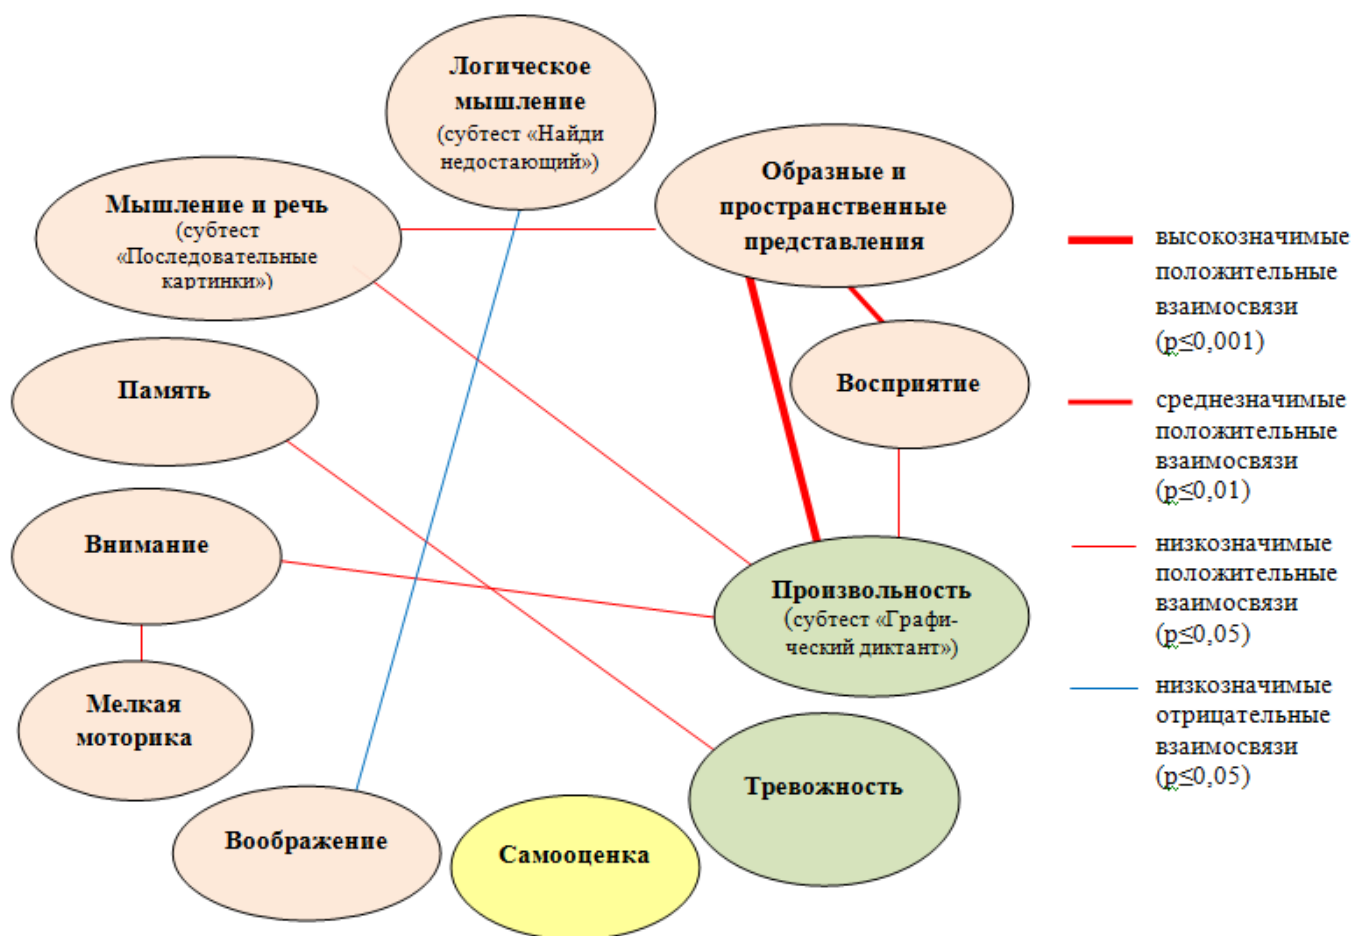 Логическое
мышление
(субтест «Найди
недостающий»)
Образные и
пространственные
представления
Мышление и речь
(субтест
«Последовательные
картинки»)
Восприятие
Память
Внимание
Произвольность
(субтест «Графи-
ческий диктант»)
Мелкая
моторика
Тревожность
Воображение
Самооценка
высокозначимые
положительные
взаимосвязи
(p≤0,001)
среднезначимые
положительные
взаимосвязи
(p≤0,01)
низкозначимые
положительные
взаимосвязи
(p≤0,05)
низкозначимые
отрицательные
взаимосвязи
(p≤0,05)